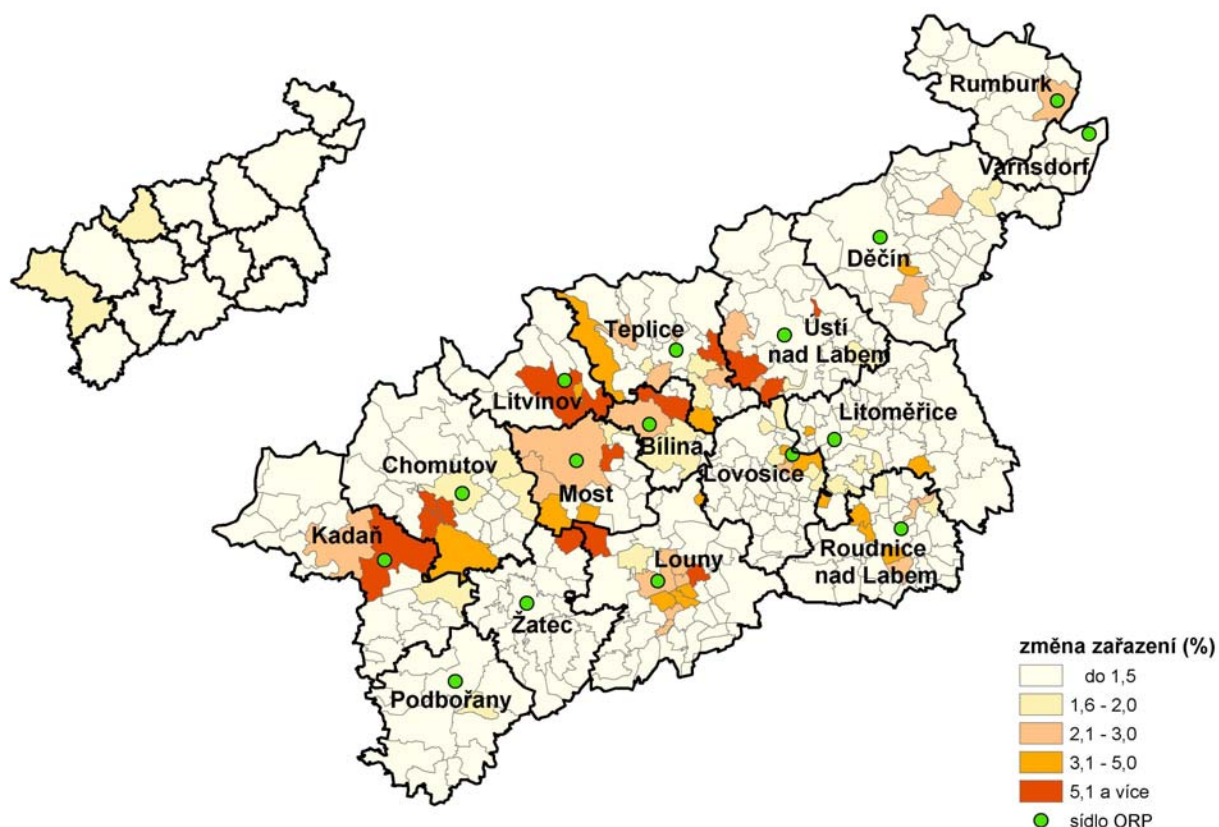 Rumburk
Varnsdorf
Děčín
Teplice
Ústí
nad Labem
Litvínov
Litoměřice
Bílina
Chomutov
Lovosice
Most
Kadaň
Louny
Roudnice
nad Labem
Žatec
Podbořany
změna zařazení (%)
do 1,5
1,6 - 2,0
2,1 - 3,0
3,1 - 5,0
5,1 a více
sídlo ORP